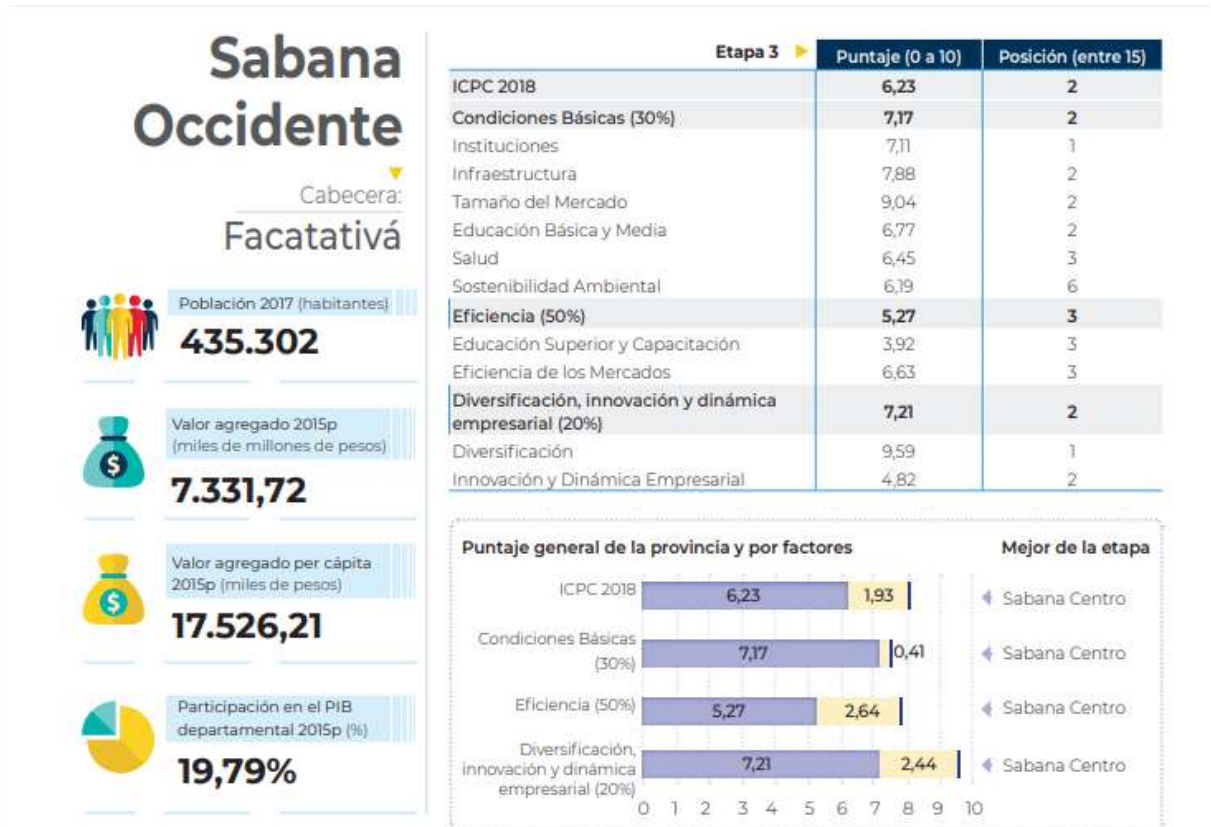 Sabana
Occidente
Cabecera:
Facatativá
Población 2017 (habitantes)
435.302
Valor agregado 2015p
(miles de millones de pesos)
$
7.331,72
Valor agregado per cápita
2015p (miles de pesos)
$
17.526,21
Participación en el PIB
departamental 2015p (%)
19,79%
Etapa 3 Puntaje (0 a 10) Posición (entre 15)
ICPC 2018 6,23 2
Condiciones Básicas (30%) 7,17 2
Instituciones 7,11 1
Infraestructura 7,88 2
Tamaño del Mercado 9,04 2
Educación Básica y Media 6,77 2
Salud 6,45 3
Sostenibilidad Ambiental 6,19 6
Eficiencia (50%) 5,27 3
Educación Superior y Capacitación 3,92 3
Eficiencia de los Mercados 6,63 3
Diversificación, innovación y dinámica
empresarial (20%) 7,21 2
Diversificación 9,59 1
Innovación y Dinámica Empresarial 4,82 2
Puntaje general de la provincia y por factores Mejor de la etapa
ICPC 2018 6,23 1,93 Sabana Centro
Condiciones Básicas
(30%) 7,17 0,41 Sabana Centro
Eficiencia (50%) 5,27 2,64 Sabana Centro
Diversificación,
innovación y dinámica
empresarial (20%) 7,21 2,44 Sabana Centro
0 1 2 3 4 5 6 7 8 9 10